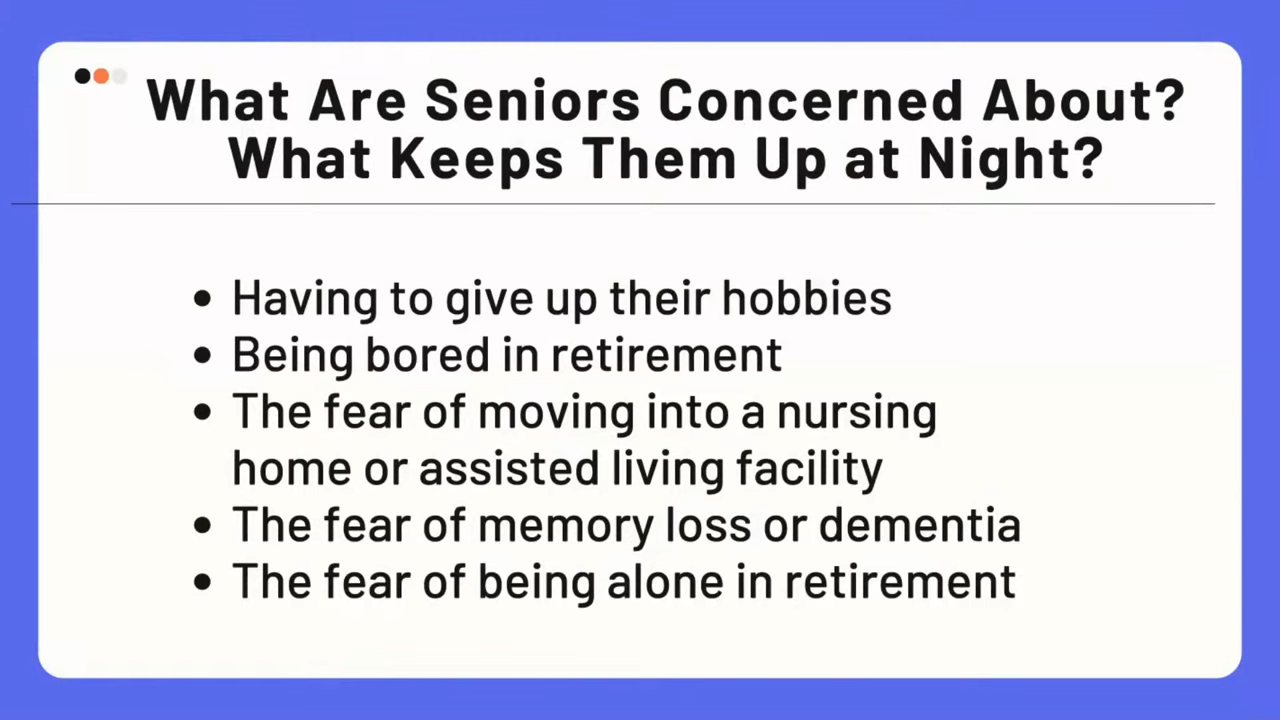 What Are Seniors Concerned About?
What Keeps Them Up at Night?
• Having to give up their hobbies
• Being bored in retirement
• The fear of moving into a nursing
home or assisted living facility
• The fear of memory loss or dementia
• The fear of being alone in retirement